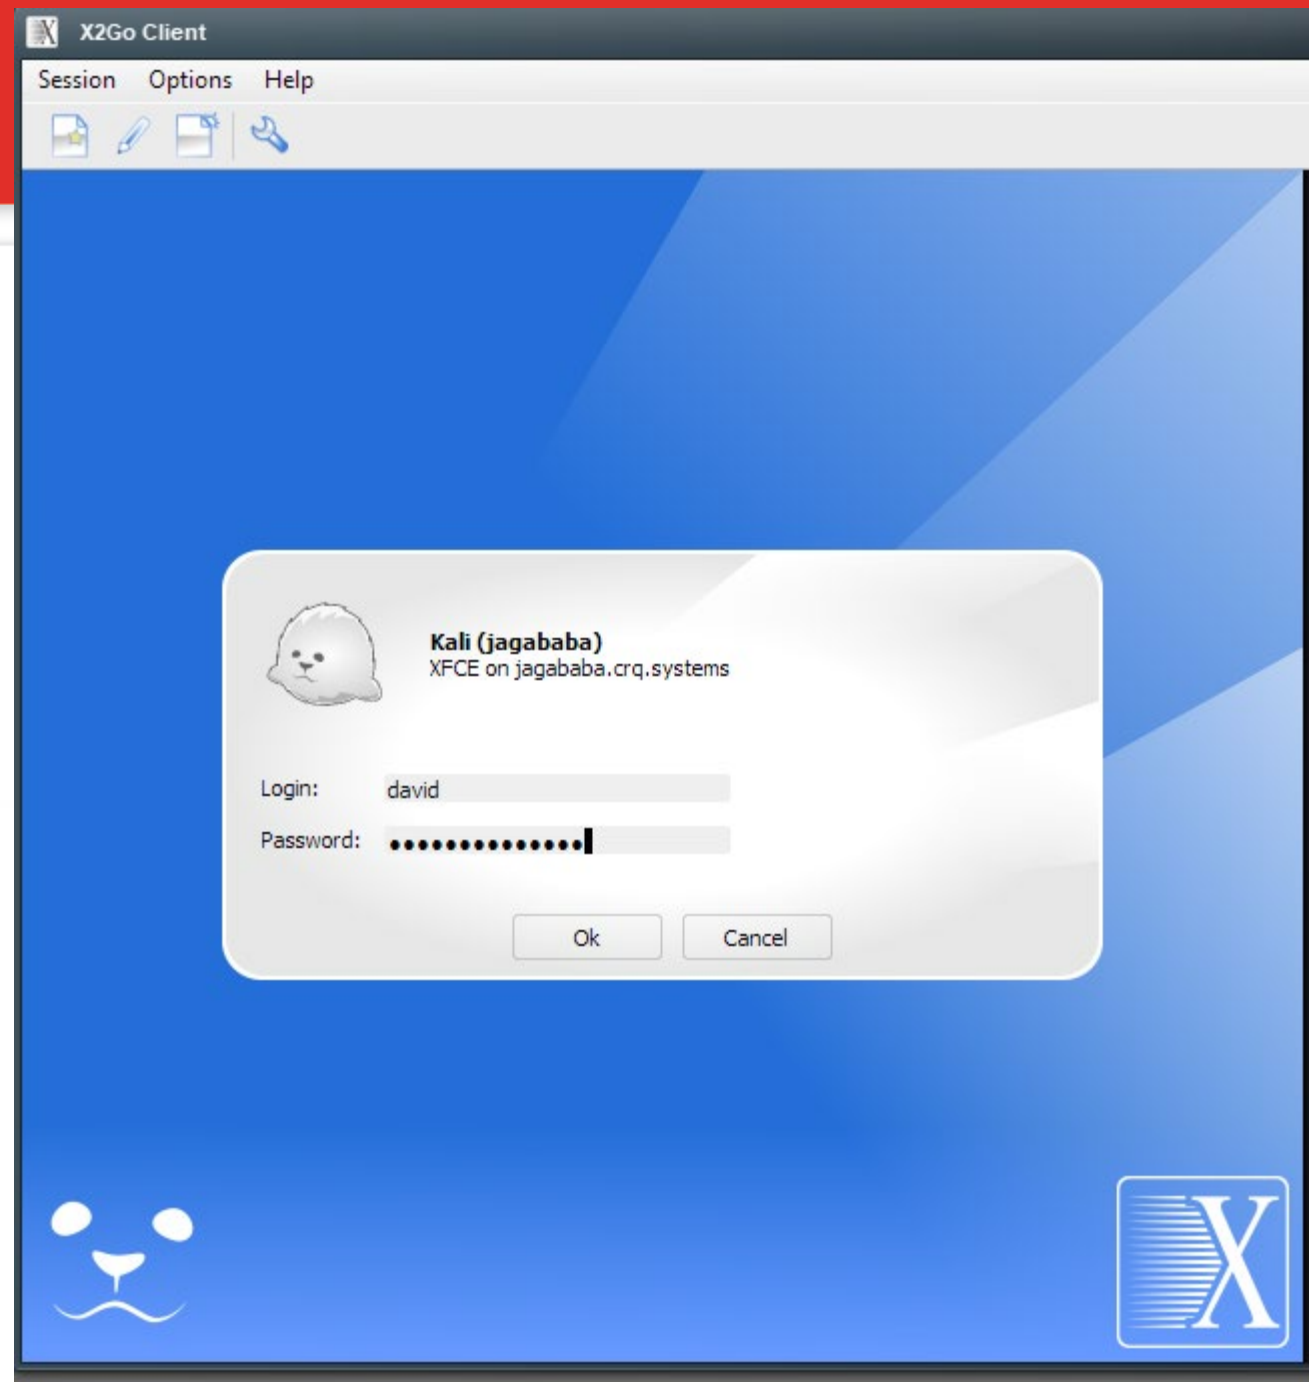 X2Go Client
Session Options Help
Kali (jagababa)
XFCE on jagababa.crq.systems
Login: david
Password: ●●●●●●●●●●●●●●
Ok Cancel
X